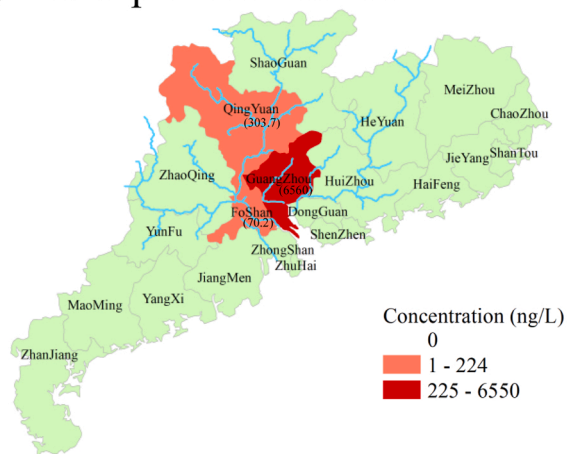 ShaoGuan
MeiZhou
QingYuan
(303.7)
ChaoZhou
HeYuan
ShanTou
JieYang
ZhaoQing
GuangZhou
(6560)
HuiZhou
HaiFeng
FoShan
(70.2)
DongGuan
YunFu
ShenZhen
ZhongShan
ZhuHai
JiangMen
YangXi
MaoMing
ZhanJiang
Concentration (ng/L)
0
1 - 224
225 - 6550